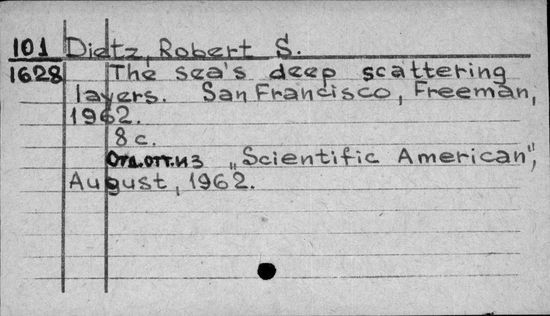 101 Dietz, Robert S.
1628 The sea's deep scattering
layers. San Francisco, Freeman,
1962.
8 с.
Отд.отт.из „Scientific American",
August, 1962.